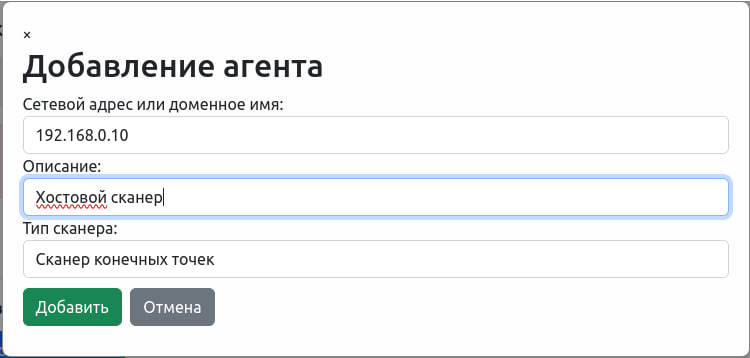 ×
Добавление агента
Сетевой адрес или доменное имя:
192.168.0.10
Описание:
Хостовой сканер
Тип сканера:
Сканер конечных точек
Добавить Отмена